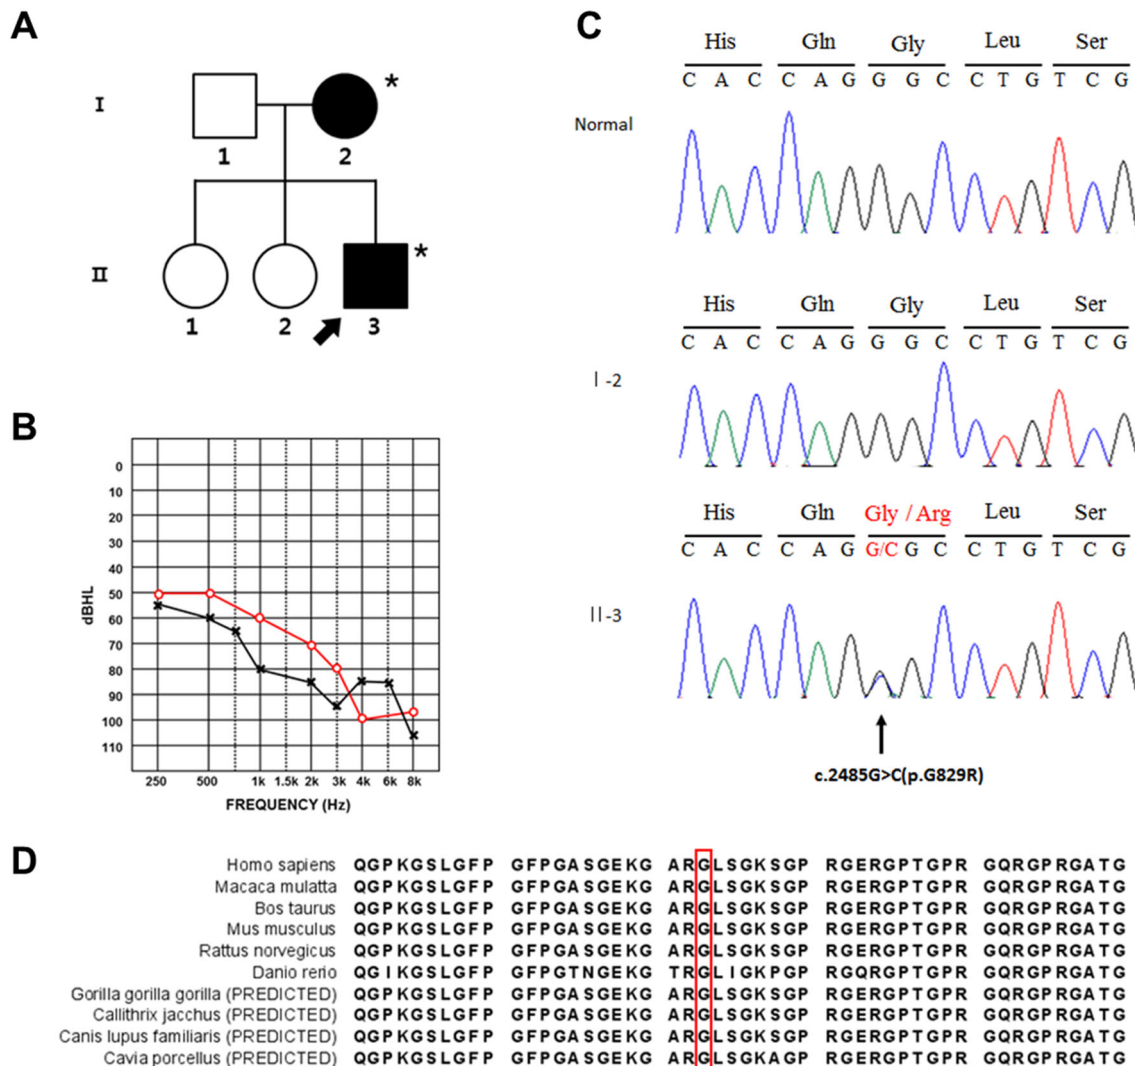 A
I
1
2
*
II
1
2
3
*
B
0
10
20
30
40
50
60
70
80
90
100
110
dBHL
250 500 1k 1.5k 2k 3k 4k 6k 8k
FREQUENCY (Hz)
C
His Gln Gly Leu Ser
C A C C A G G G C C T G T C G
Normal
His Gln Gly Leu Ser
C A C C A G G G C C T G T C G
I-2
His Gln Gly / Arg Leu Ser
C A C C A G G/C G C C T G T C G
II-3
c.2485G>C(p.G829R)
D
Homo sapiens QGPKGSLGFP GFPGASGEKG ARGLSGKSGP RGERGPTGPR GQRGPRGATG
Macaca mulatta QGPKGSLGFP GFPGASGEKG ARGLSGKSGP RGERGPTGPR GQRGPRGATG
Bos taurus QGPKGSLGFP GFPGASGEKG ARGLSGKSGP RGERGPTGPR GQRGPRGATG
Mus musculus QGPKGSLGFP GFPGASGEKG ARGLSGKSGP RGERGPTGPR GQRGPRGATG
Rattus norvegicus QGPKGSLGFP GFPGASGEKG ARGLSGKSGP RGERGPTGPR GQRGPRGATG
Danio rerio QGIKGSLGFP GFPGTNGEKG TRGLIGKPGP RGQRGPTGPR GQRGPRGATG
Gorilla gorilla gorilla (PREDICTED) QGPKGSLGFP GFPGASGEKG ARGLSGKSGP RGERGPTGPR GQRGPRGATG
Callithrix jacchus (PREDICTED) QGPKGSLGFP GFPGASGEKG ARGLSGKSGP RGERGPTGPR GQRGPRGATG
Canis lupus familiaris (PREDICTED) QGPKGSLGFP GFPGASGEKG ARGLSGKSGP RGERGPTGPR GQRGPRGATG
Cavia porcellus (PREDICTED) QGPKGSLGFP GFPGASGEKG ARGLSGKAGP RGERGPTGPR GQRGPRGATG